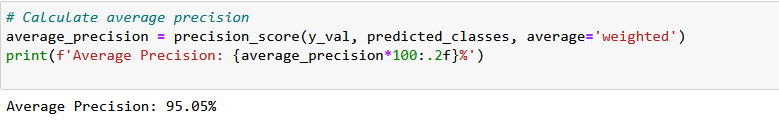 # Calculate average precision
average_precision = precision_score(y_val, predicted_classes, average='weighted')
print(f'Average Precision: {average_precision*100:.2f}%')
Average Precision: 95.05%